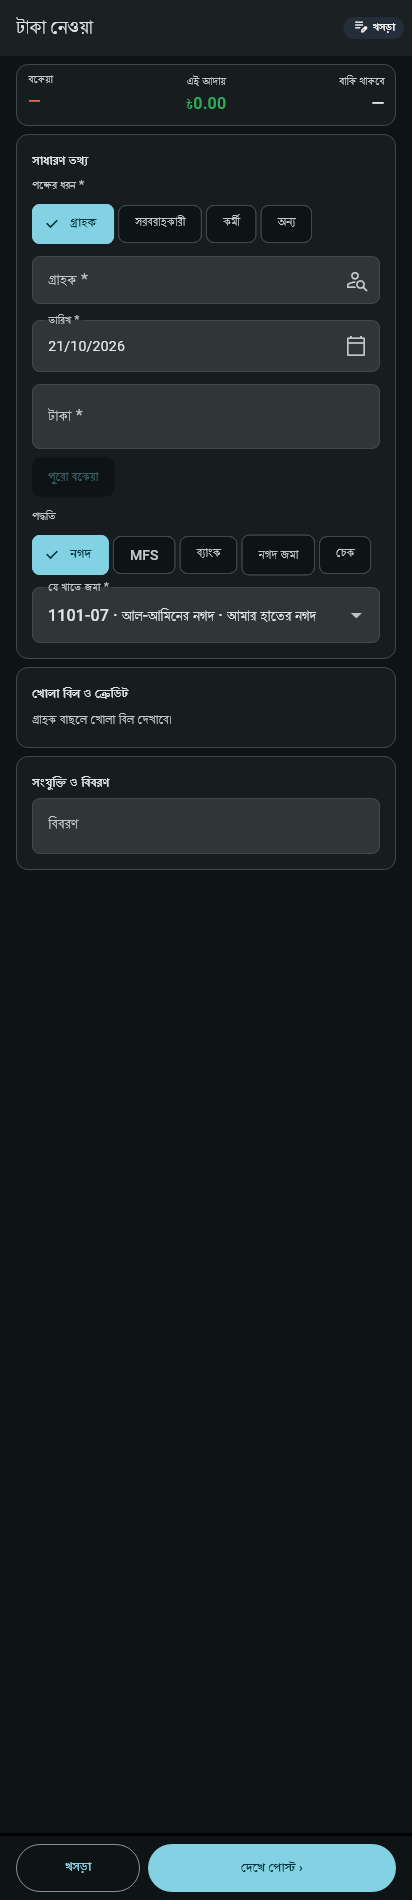 টাকা নেওয়া
খসড়া
বকেয়া
এই আদায়
বাকি থাকবে
—
৳0.00
—
সাধারণ তথ্য
পক্ষের ধরন *
গ্রাহক
সরবরাহকারী
কর্মী
অন্য
গ্রাহক *
তারিখ *
21/10/2026
টাকা *
পুরো বকেয়া
পদ্ধতি
নগদ
MFS
ব্যাংক
নগদ জমা
চেক
যে খাতে জমা *
1101-07 · আল-আমিনের নগদ · আমার হাতের নগদ
খোলা বিল ও ক্রেডিট
গ্রাহক বাছলে খোলা বিল দেখাবে।
সংযুক্তি ও বিবরণ
বিবরণ
খসড়া
দেখে পোস্ট ›